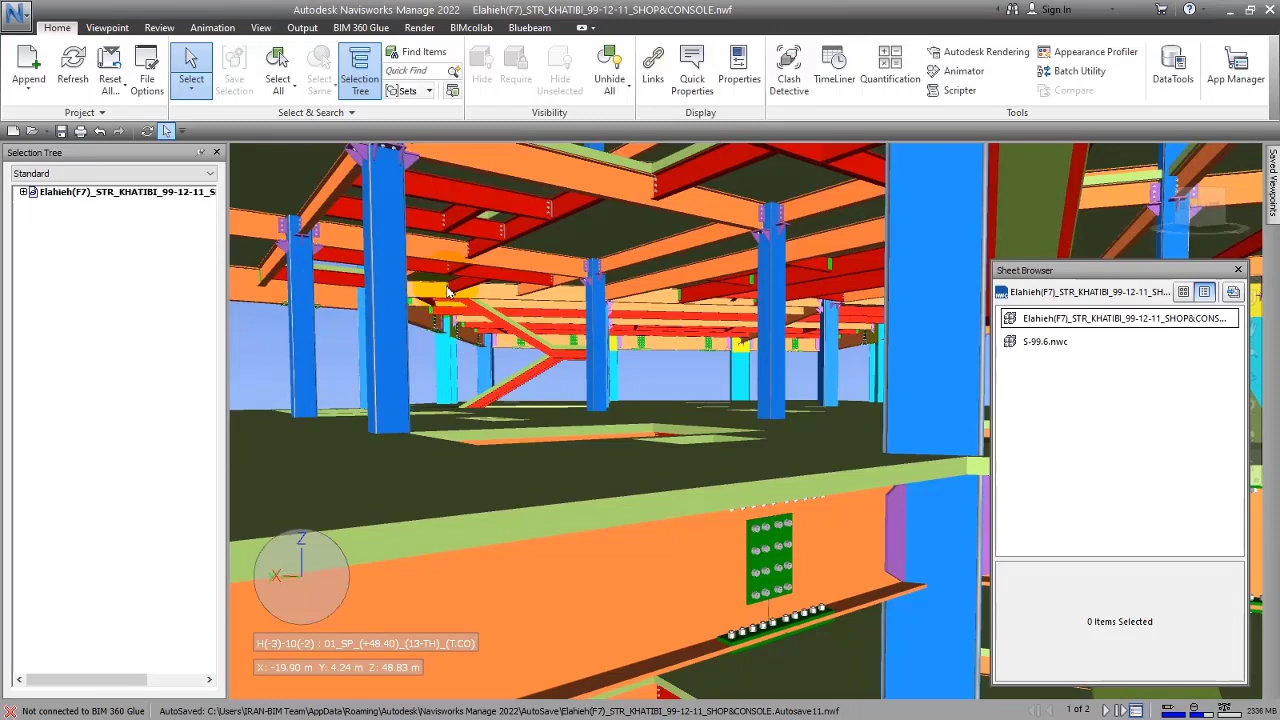 Autodesk Navisworks Manage 2022 Elahieh(F7)_STR_KHATIBI_99-12-11_SHOP&CONSOLE.nwf
Sign In
Home Viewpoint Review Animation View Output BIM 360 Glue Render BIMcollab Bluebeam
Append
Refresh
Reset All...
File Options
Select
Save Selection
Select All
Select Same
Selection Tree
Find Items
Quick Find
Sets
Hide
Require
Hide Unselected
Unhide All
Links
Quick Properties
Properties
Clash Detective
TimeLiner
Quantification
Autodesk Rendering
Animator
Scripter
Appearance Profiler
Batch Utility
Compare
DataTools
App Manager
Project
Select & Search
Visibility
Display
Tools
Selection Tree
Standard
Elahieh(F7)_STR_KHATIBI_99-12-11_S
Saved Viewpoints
Sheet Browser
Elahieh(F7)_STR_KHATIBI_99-12-11_SH...
Elahieh(F7)_STR_KHATIBI_99-12-11_SHOP&CONS...
S-99.6.nwc
0 Items Selected
Z
X
H(-3)-10(-2) : 01_SP_(+48.40)_(13-TH)_(T.CO)
X: -19.90 m Y: 4.24 m Z: 48.83 m
Not connected to BIM 360 Glue
AutoSaved: C:\Users\IRAN-BIM Team\AppData\Roaming\Autodesk\Navisworks Manage 2022\AutoSave\Elahieh(F7)_STR_KHATIBI_99-12-11_SHOP&CONSOLE.Autosave11.nwf
1 of 2
2336 MB